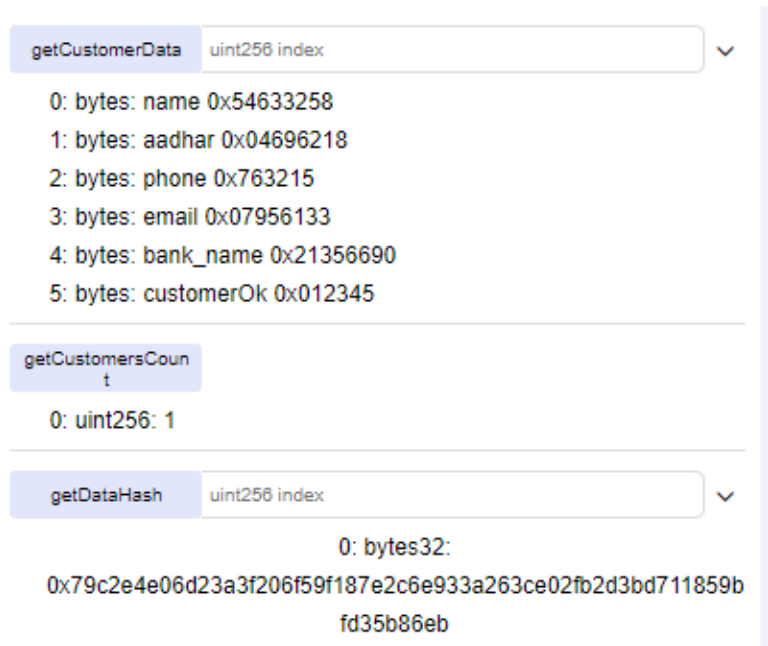 getCustomerData uint256 index
0: bytes: name 0x54633258
1: bytes: aadhar 0x04696218
2: bytes: phone 0x763215
3: bytes: email 0x07956133
4: bytes: bank_name 0x21356690
5: bytes: customerOk 0x012345
getCustomersCoun
t
0: uint256: 1
getDataHash uint256 index
0: bytes32:
0x79c2e4e06d23a3f206f59f187e2c6e933a263ce02fb2d3bd711859b
fd35b86eb